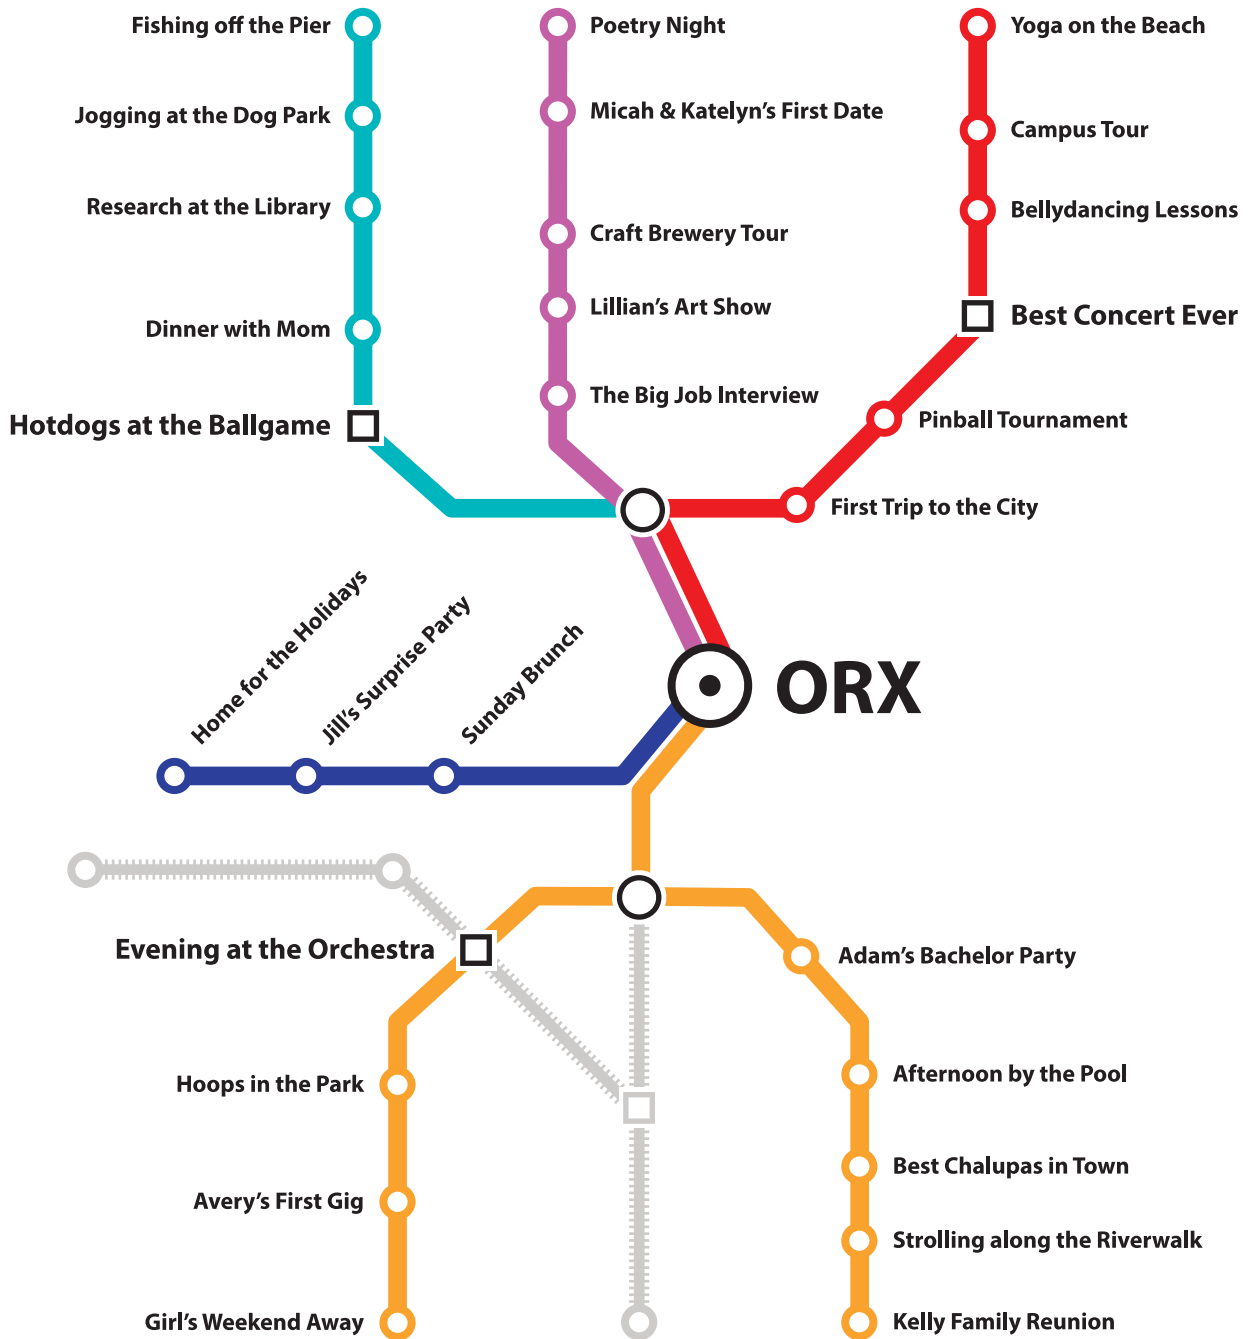 Fishing off the Pier
Poetry Night
Yoga on the Beach
Jogging at the Dog Park
Micah & Katelyn's First Date
Campus Tour
Research at the Library
Craft Brewery Tour
Bellydancing Lessons
Dinner with Mom
Lillian's Art Show
Best Concert Ever
Hotdogs at the Ballgame
The Big Job Interview
Pinball Tournament
First Trip to the City
Home for the Holidays
Jill's Surprise Party
Sunday Brunch
ORX
Evening at the Orchestra
Adam's Bachelor Party
Hoops in the Park
Afternoon by the Pool
Best Chalupas in Town
Avery's First Gig
Strolling along the Riverwalk
Girl's Weekend Away
Kelly Family Reunion